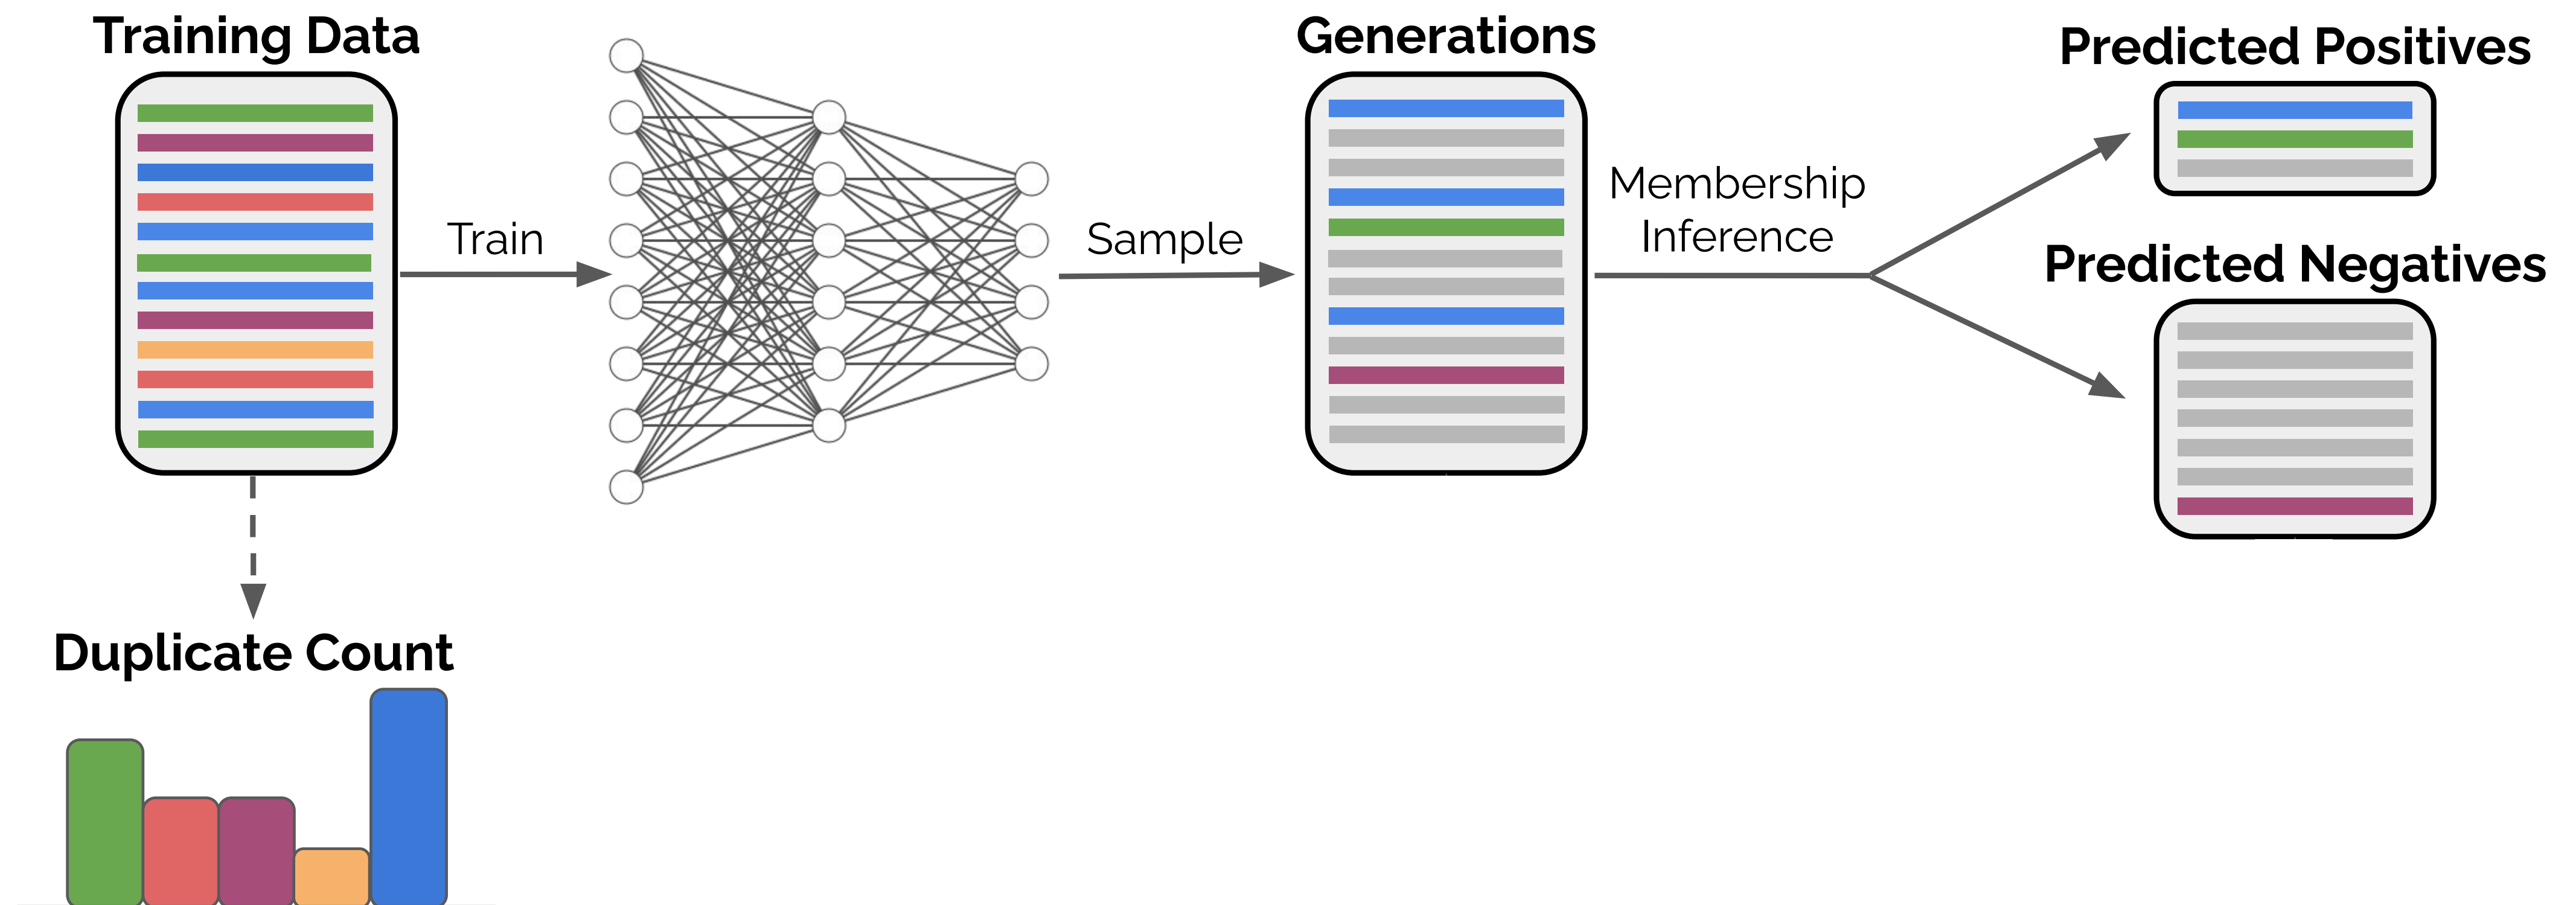 Training Data
Train
Sample
Generations
Membership
Inference
Predicted Positives
Predicted Negatives
Duplicate Count